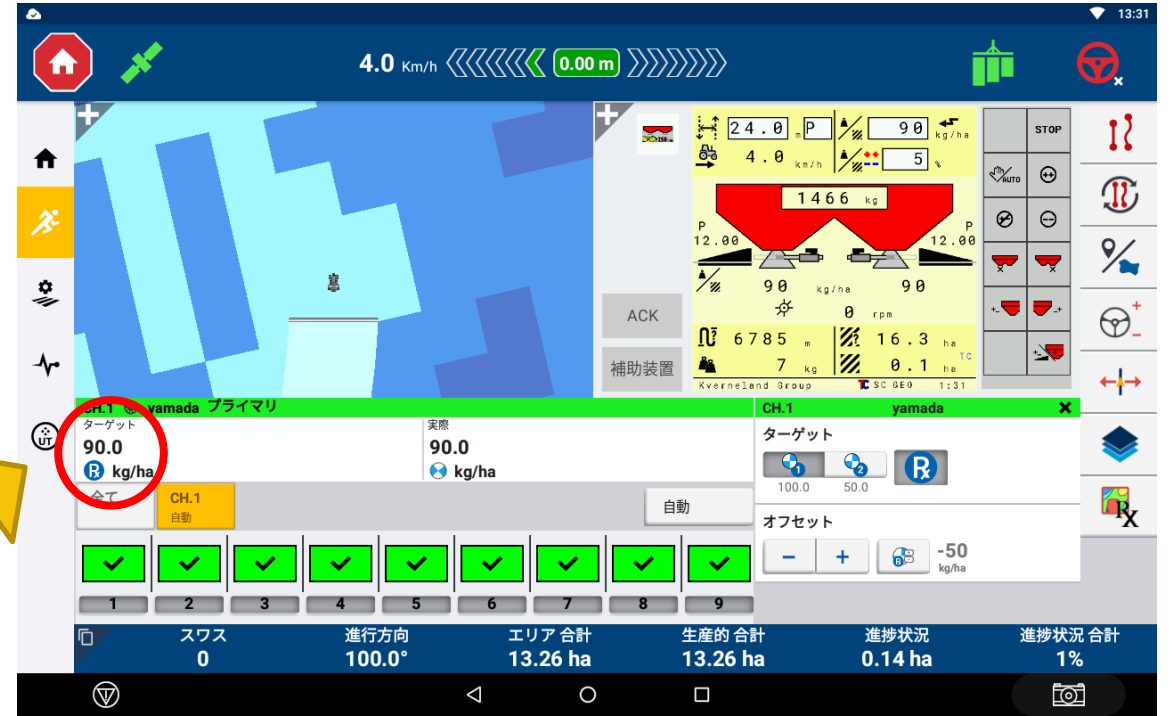 13:31
4.0 Km/h
0.00 m
24.0 m P
90 kg/ha
4.0 km/h
5 %
1466 kg
P
12.00
P
12.00
90 kg/ha 90
0 rpm
6785 m
16.3 ha
7 kg
0.1 ha
TC
Kverneland Group
TC SC GEO
1:31
STOP
AUTO
ACK
補助装置
UT
CH.1 yamada プライマリ
ターゲット
90.0
R kg/ha
実際
90.0
kg/ha
全て
CH.1
自動
自動
1 2 3 4 5 6 7 8 9
CH.1 yamada ×
ターゲット
1 2 Rx
100.0 50.0
オフセット
- + R -50
kg/ha
Rx
スワス 進行方向 エリア 合計 生産的 合計 進捗状況 進捗状況 合計
0 100.0° 13.26 ha 13.26 ha 0.14 ha 1%